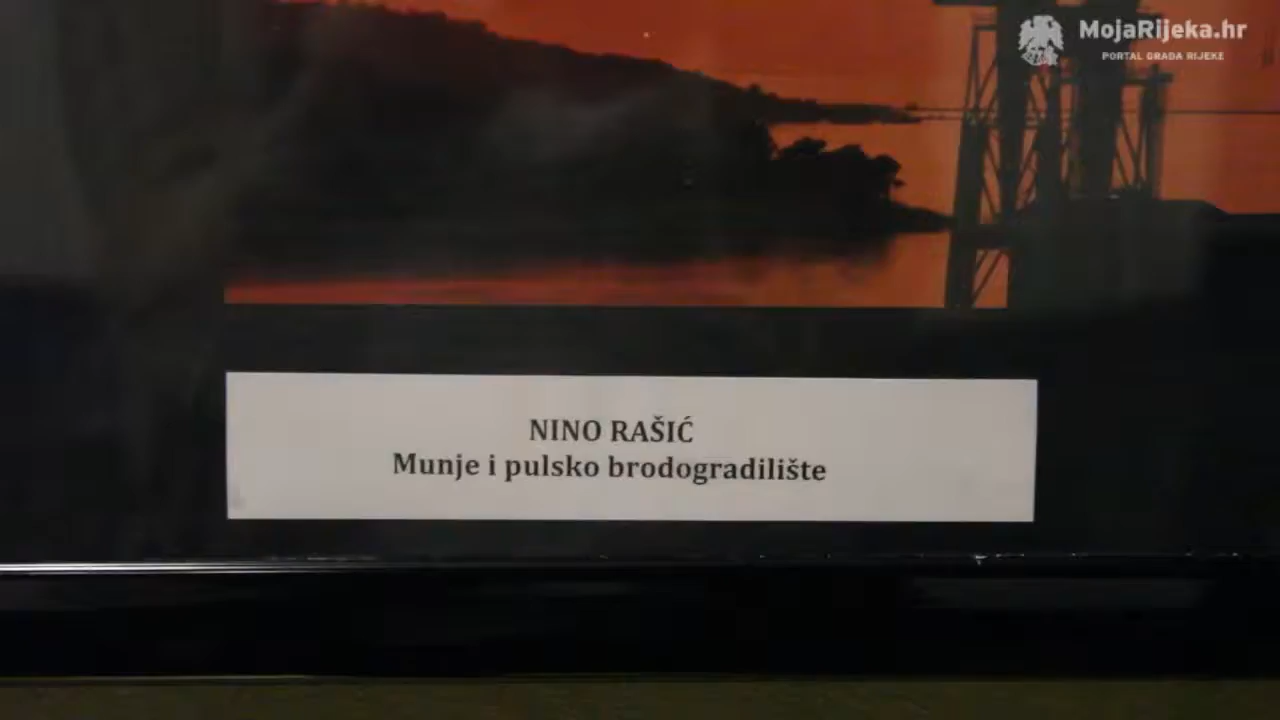 MojaRijeka.hr
PORTAL GRADA RIJEKE
NINO RAŠIĆ
Munje i pulsko brodogradilište